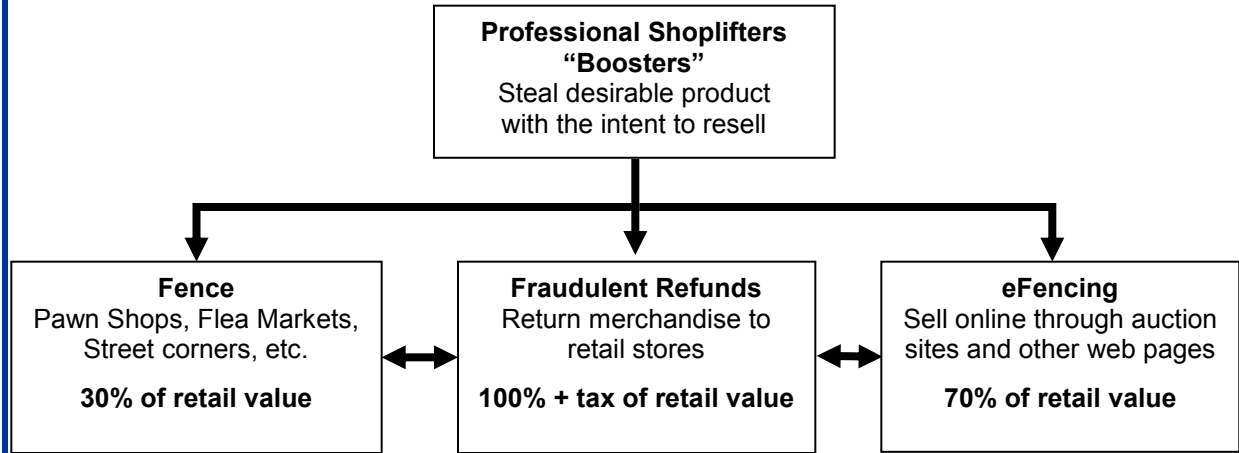 Professional Shoplifters
“Boosters”
Steal desirable product
with the intent to resell
Fence
Pawn Shops, Flea Markets,
Street corners, etc.
30% of retail value
Fraudulent Refunds
Return merchandise to
retail stores
100% + tax of retail value
eFencing
Sell online through auction
sites and other web pages
70% of retail value